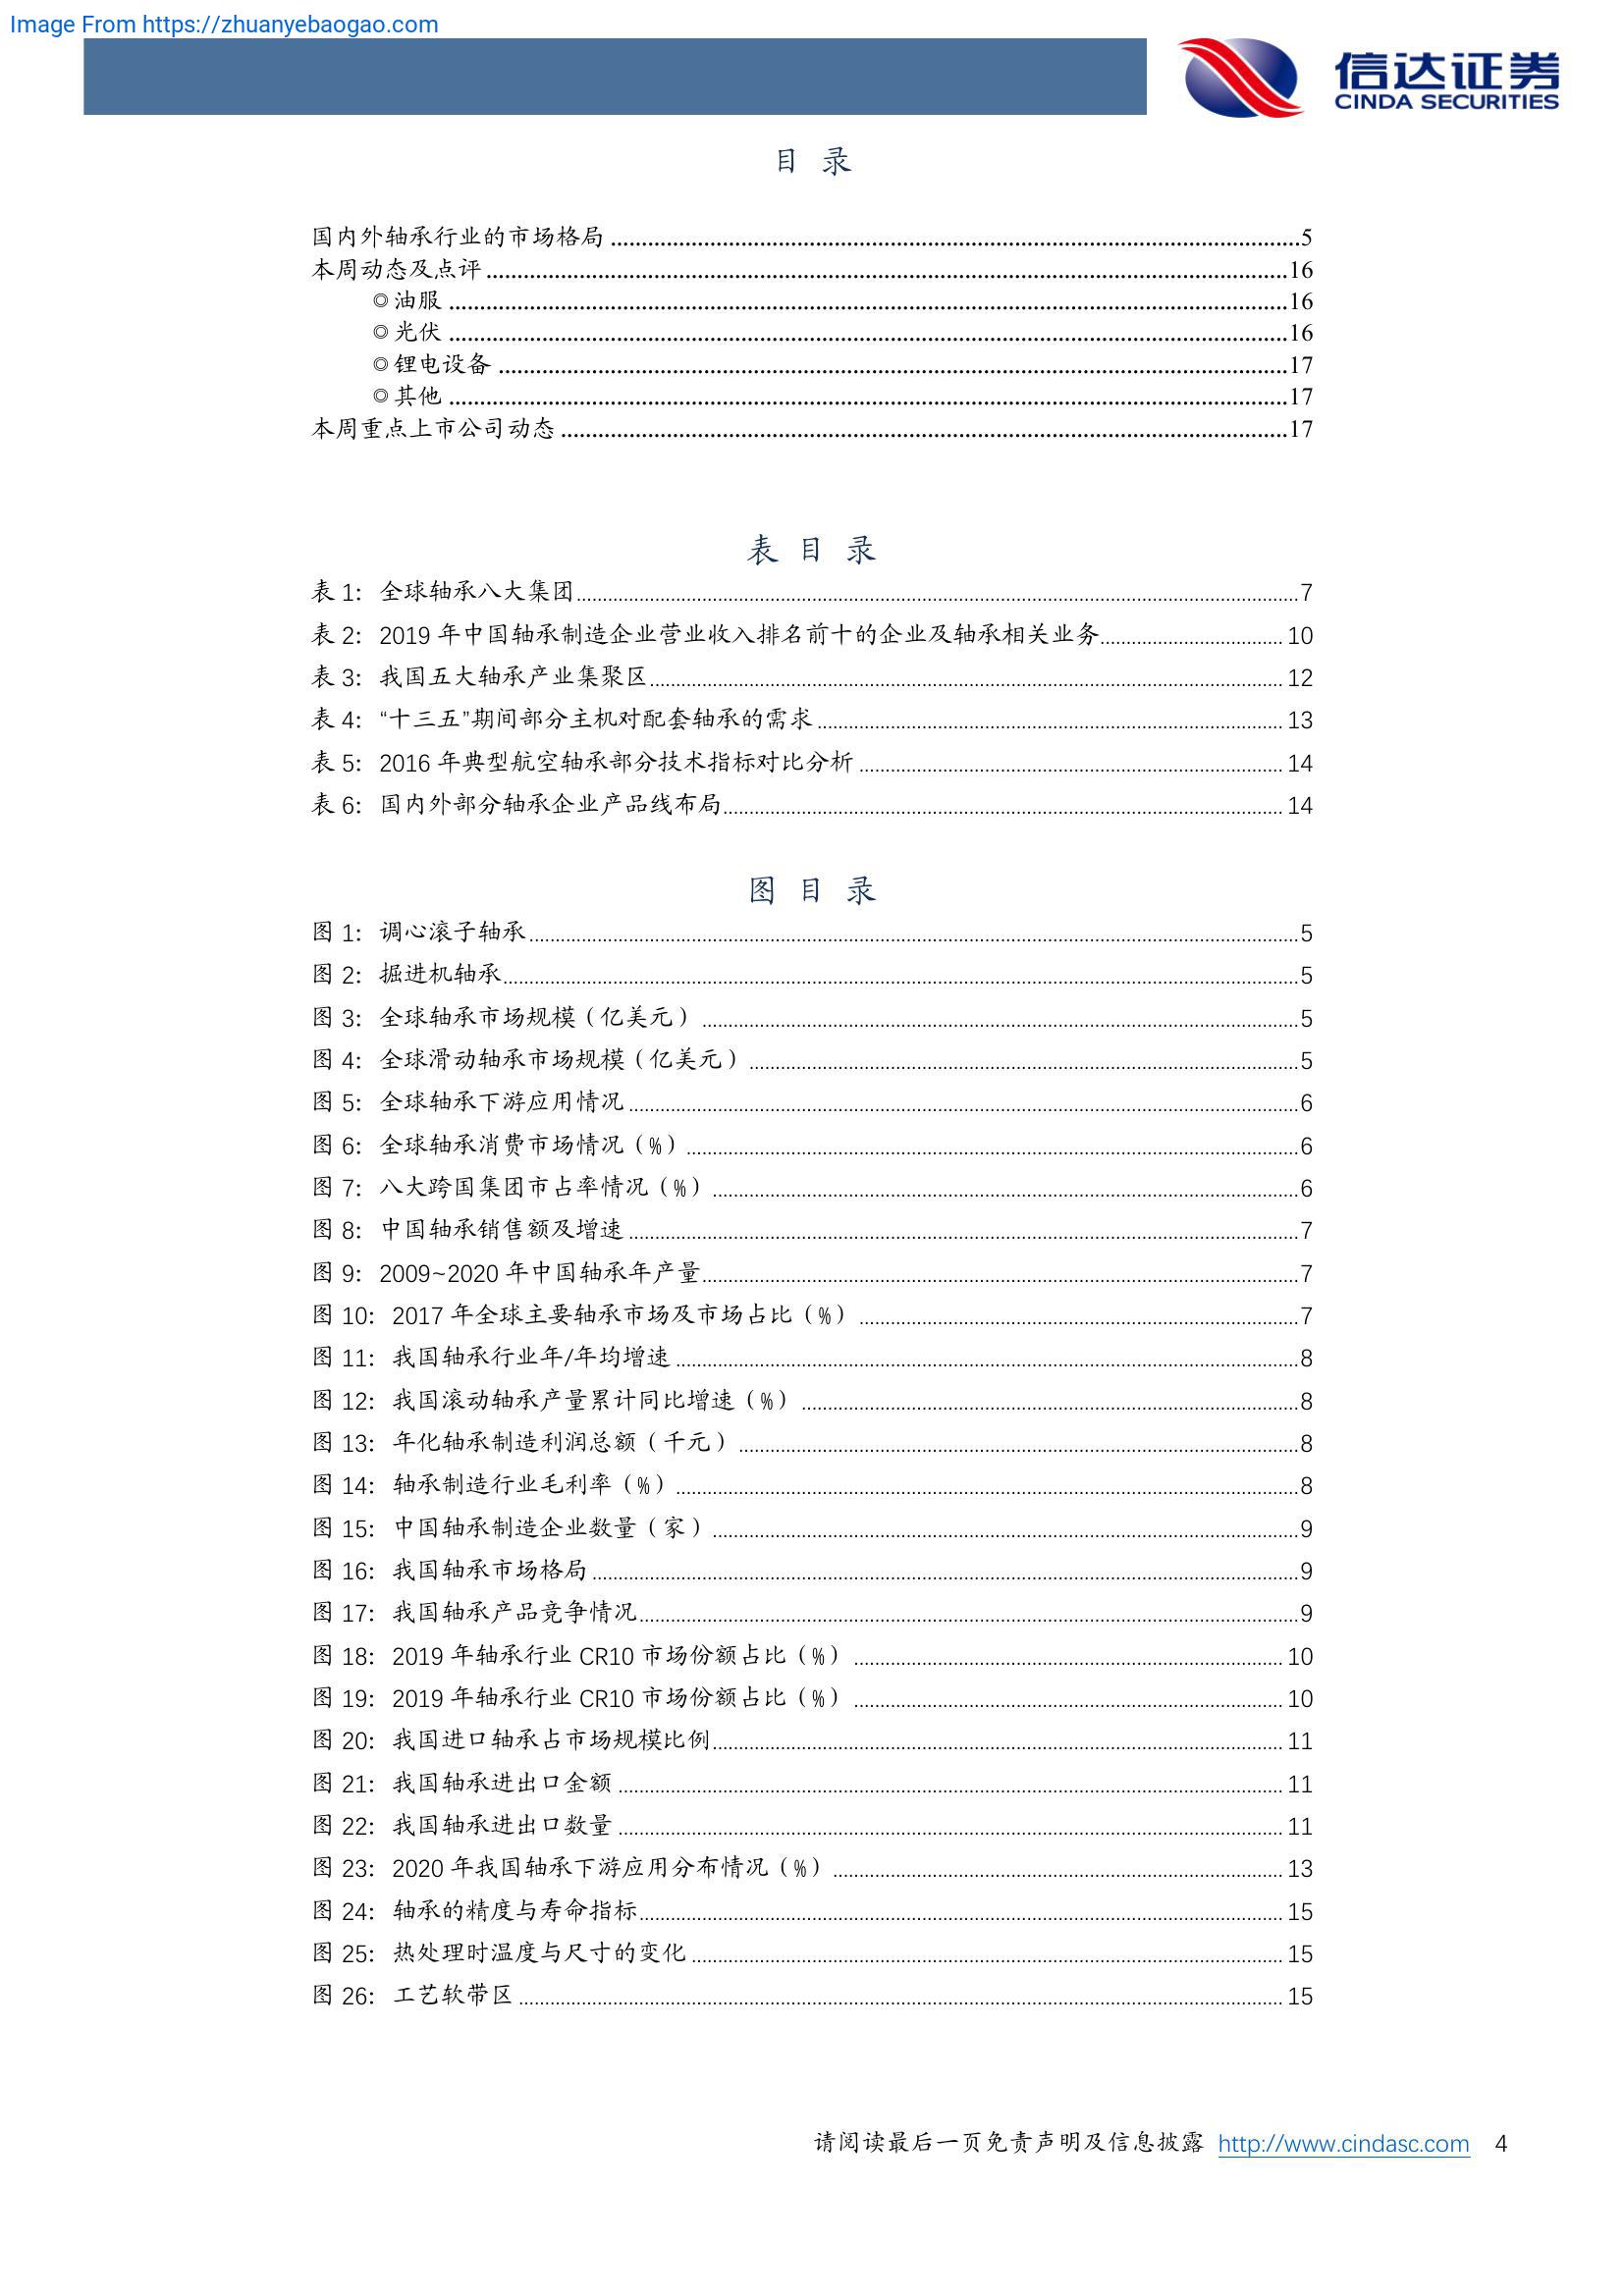 Image From https://zhuanyebaogao.com
信达证券
CINDA SECURITIES
目 录
国内外轴承行业的市场格局 ........ 5
本周动态及点评 ........ 16
◎油服 ........ 16
◎光伏 ........ 16
◎锂电设备 ........ 17
◎其他 ........ 17
本周重点上市公司动态 ........ 17
表 目 录
表 1: 全球轴承八大集团 ........ 7
表 2: 2019 年中国轴承制造企业营业收入排名前十的企业及轴承相关业务 ........ 10
表 3: 我国五大轴承产业集聚区 ........ 12
表 4: “十三五”期间部分主机对配套轴承的需求 ........ 13
表 5: 2016 年典型航空轴承部分技术指标对比分析 ........ 14
表 6: 国内外部分轴承企业产品线布局 ........ 14
图 目 录
图 1: 调心滚子轴承 ........ 5
图 2: 掘进机轴承 ........ 5
图 3: 全球轴承市场规模（亿美元） ........ 5
图 4: 全球滑动轴承市场规模（亿美元） ........ 5
图 5: 全球轴承下游应用情况 ........ 6
图 6: 全球轴承消费市场情况（%） ........ 6
图 7: 八大跨国集团市占率情况（%） ........ 6
图 8: 中国轴承销售额及增速 ........ 7
图 9: 2009~2020 年中国轴承年产量 ........ 7
图 10: 2017 年全球主要轴承市场及市场占比（%） ........ 7
图 11: 我国轴承行业年/年均增速 ........ 8
图 12: 我国滚动轴承产量累计同比增速（%） ........ 8
图 13: 年化轴承制造利润总额（千元） ........ 8
图 14: 轴承制造行业毛利率（%） ........ 8
图 15: 中国轴承制造企业数量（家） ........ 9
图 16: 我国轴承市场格局 ........ 9
图 17: 我国轴承产品竞争情况 ........ 9
图 18: 2019 年轴承行业 CR10 市场份额占比（%） ........ 10
图 19: 2019 年轴承行业 CR10 市场份额占比（%） ........ 10
图 20: 我国进口轴承占市场规模比例 ........ 11
图 21: 我国轴承进出口金额 ........ 11
图 22: 我国轴承进出口数量 ........ 11
图 23: 2020 年我国轴承下游应用分布情况（%） ........ 13
图 24: 轴承的精度与寿命指标 ........ 15
图 25: 热处理时温度与尺寸的变化 ........ 15
图 26: 工艺软带区 ........ 15
请阅读最后一页免责声明及信息披露 http://www.cindasc.com 4